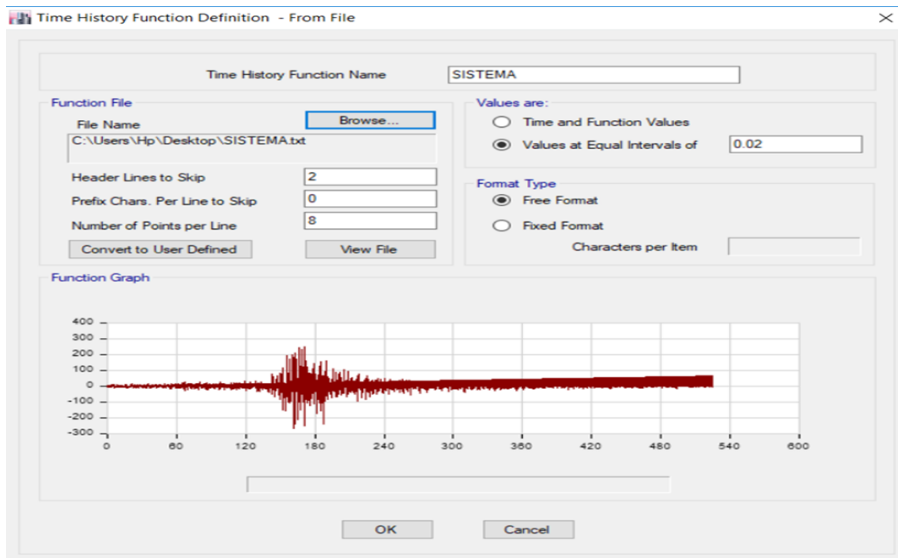 Time History Function Definition - From File
Time History Function Name SISTEMA
Function File
File Name Browse...
C:\Users\Hp\Desktop\SISTEMA.txt
Header Lines to Skip 2
Prefix Chars. Per Line to Skip 0
Number of Points per Line 8
Convert to User Defined View File
Values are:
Time and Function Values
Values at Equal Intervals of 0.02
Format Type
Free Format
Fixed Format
Characters per Item
Function Graph
400
300
200
100
0
-100
-200
-300
0 60 120 180 240 300 360 420 480 540 600
OK Cancel